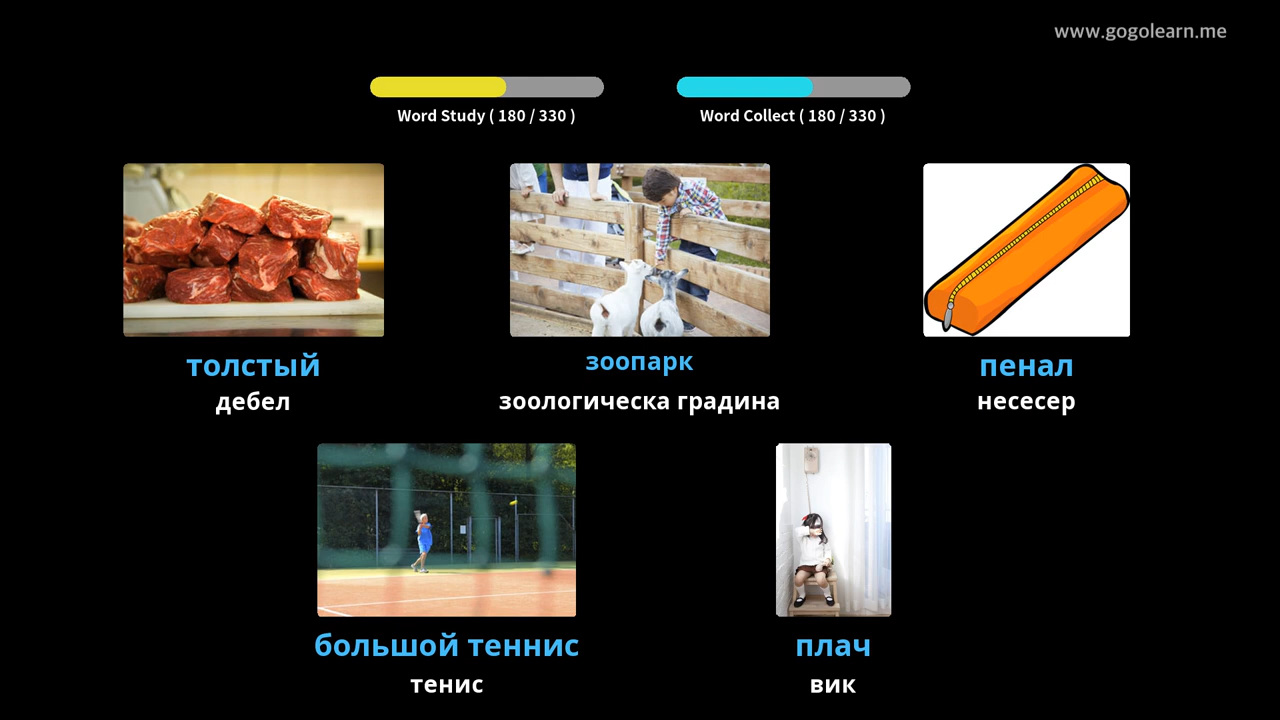 www.gogolearn.me
Word Study ( 180 / 330 )
Word Collect ( 180 / 330 )
толстый
дебел
зоопарк
зоологическа градина
пенал
несесер
большой теннис
тенис
плач
вик